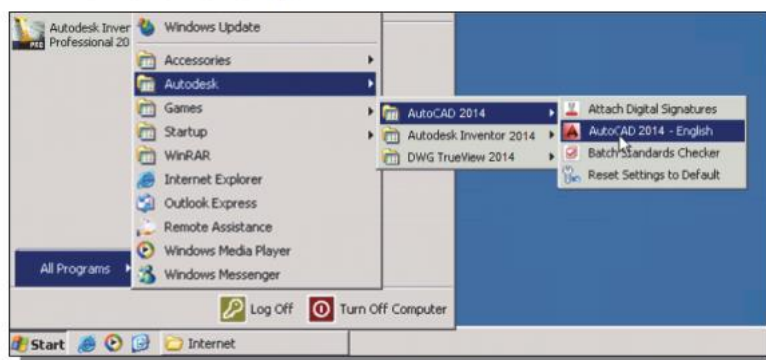 Autodesk Inver
Professional 20
PRO
Windows Update
Accessories
Autodesk
Games
Startup
WinRAR
Internet Explorer
Outlook Express
Remote Assistance
Windows Media Player
Windows Messenger
AutoCAD 2014
Autodesk Inventor 2014
DWG TrueView 2014
Attach Digital Signatures
AutoCAD 2014 - English
Batch Standards Checker
Reset Settings to Default
All Programs
Log Off
Turn Off Computer
Start
Internet